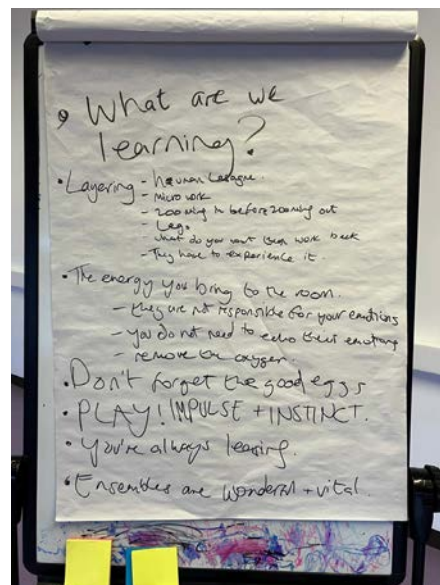 • What are we
learning?
• Layering - human lasagne.
- micro work
- zooming in before zooming out
- Lego
what do you want then work back
- They have to experience it.
• The energy you bring to the room.
- they are not responsible for your emotions
- you do not need to echo their emotions
- remove the oxygen.
• Don't forget the good eggs
• PLAY! IMPULSE + INSTINCT.
• You're always learning.
• Ensembles are wonderful + vital.